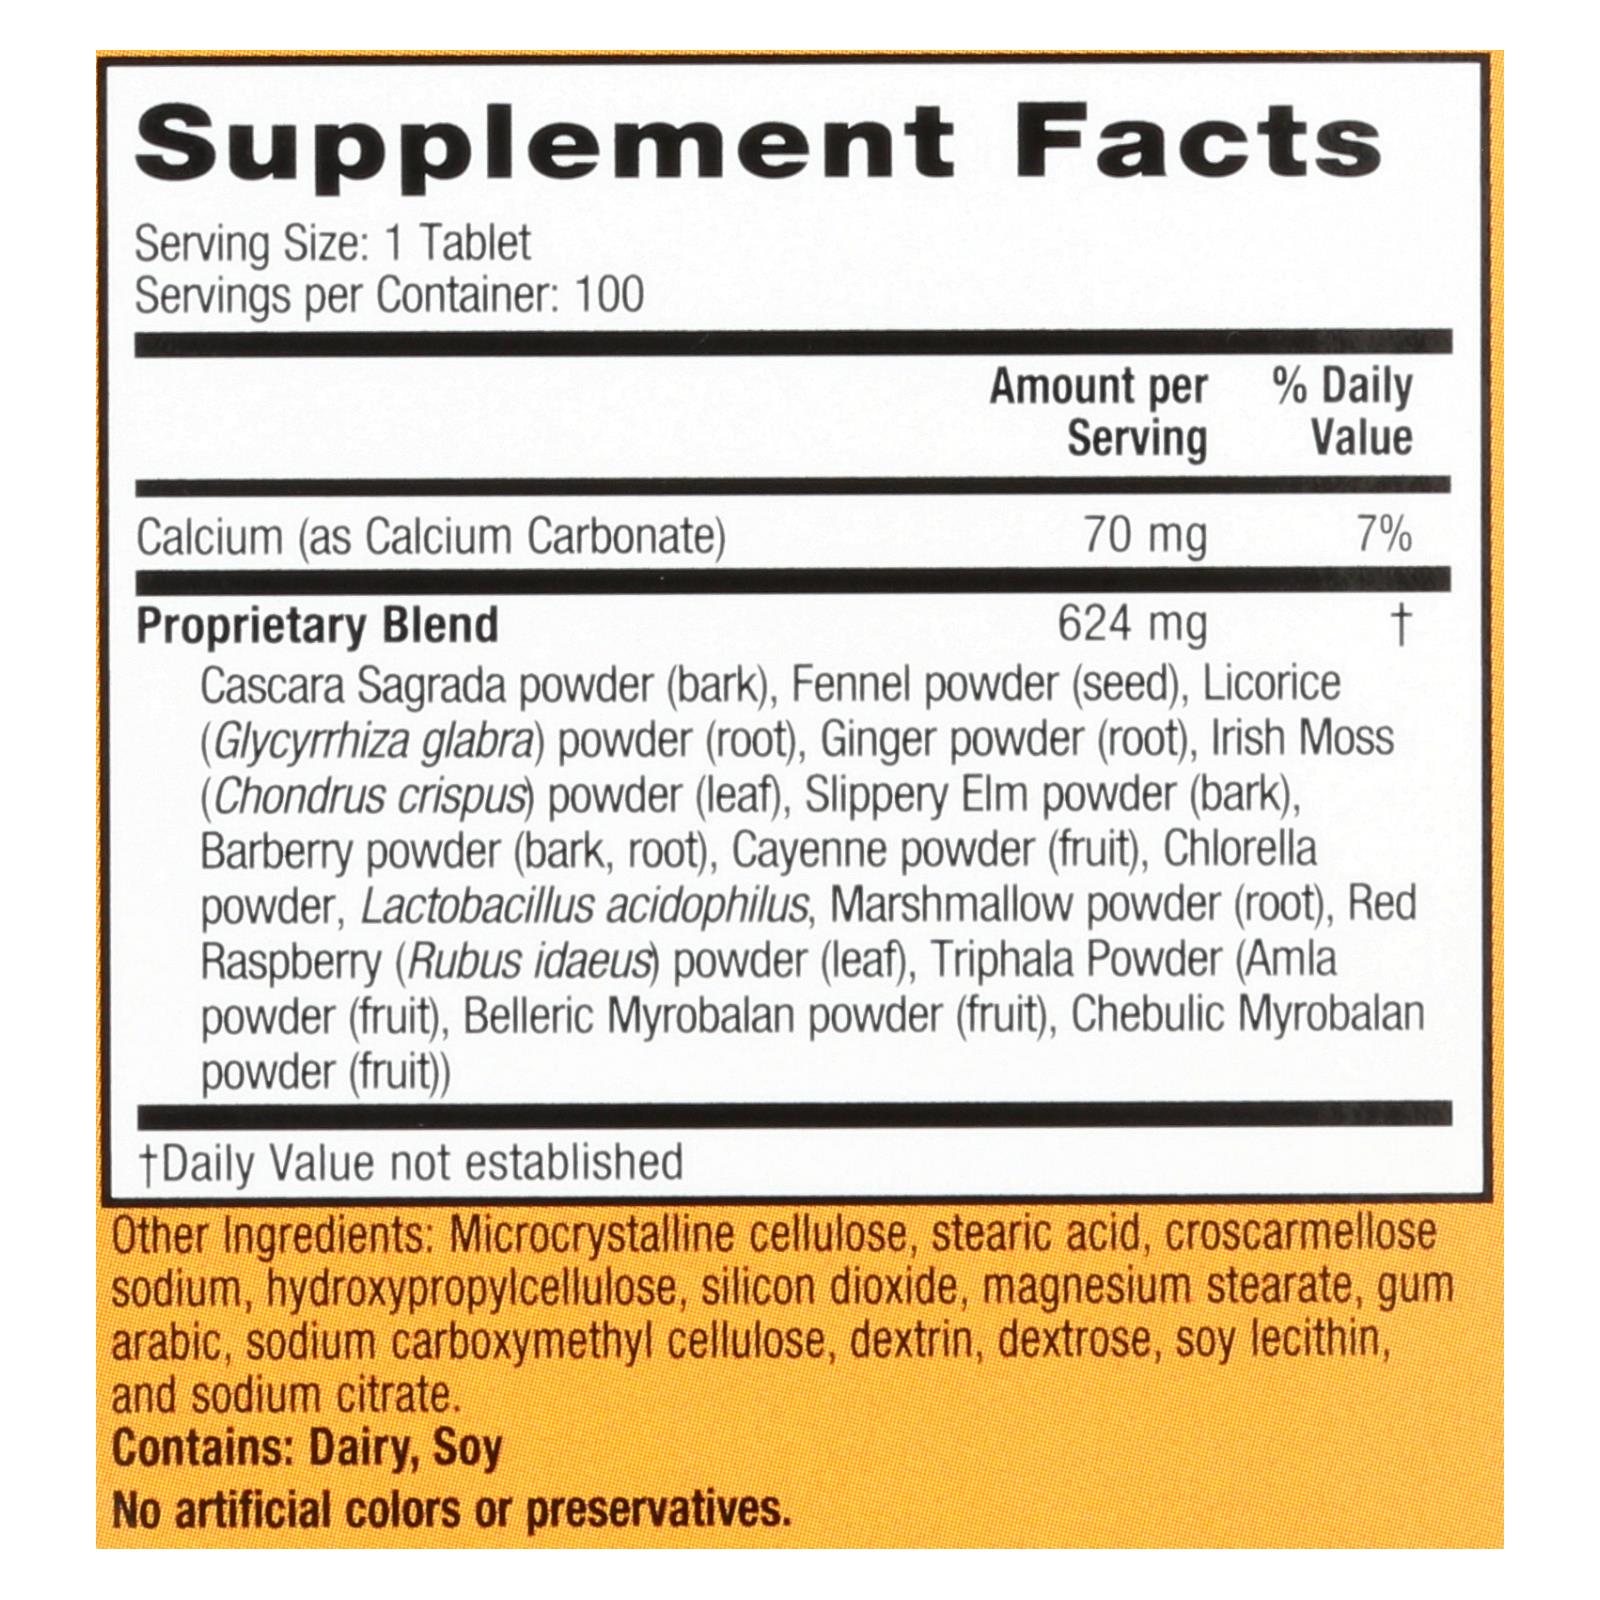 Supplement Facts
Serving Size: 1 Tablet
Servings per Container: 100
Amount per % Daily
Serving Value
Calcium (as Calcium Carbonate) 70 mg 7%
Proprietary Blend 624 mg †
Cascara Sagrada powder (bark), Fennel powder (seed), Licorice
(Glycyrrhiza glabra) powder (root), Ginger powder (root), Irish Moss
(Chondrus crispus) powder (leaf), Slippery Elm powder (bark),
Barberry powder (bark, root), Cayenne powder (fruit), Chlorella
powder, Lactobacillus acidophilus, Marshmallow powder (root), Red
Raspberry (Rubus idaeus) powder (leaf), Triphala Powder (Amla
powder (fruit), Belleric Myrobalan powder (fruit), Chebulic Myrobalan
powder (fruit))
†Daily Value not established
Other Ingredients: Microcrystalline cellulose, stearic acid, croscarmellose
sodium, hydroxypropylcellulose, silicon dioxide, magnesium stearate, gum
arabic, sodium carboxymethyl cellulose, dextrin, dextrose, soy lecithin,
and sodium citrate.
Contains: Dairy, Soy
No artificial colors or preservatives.